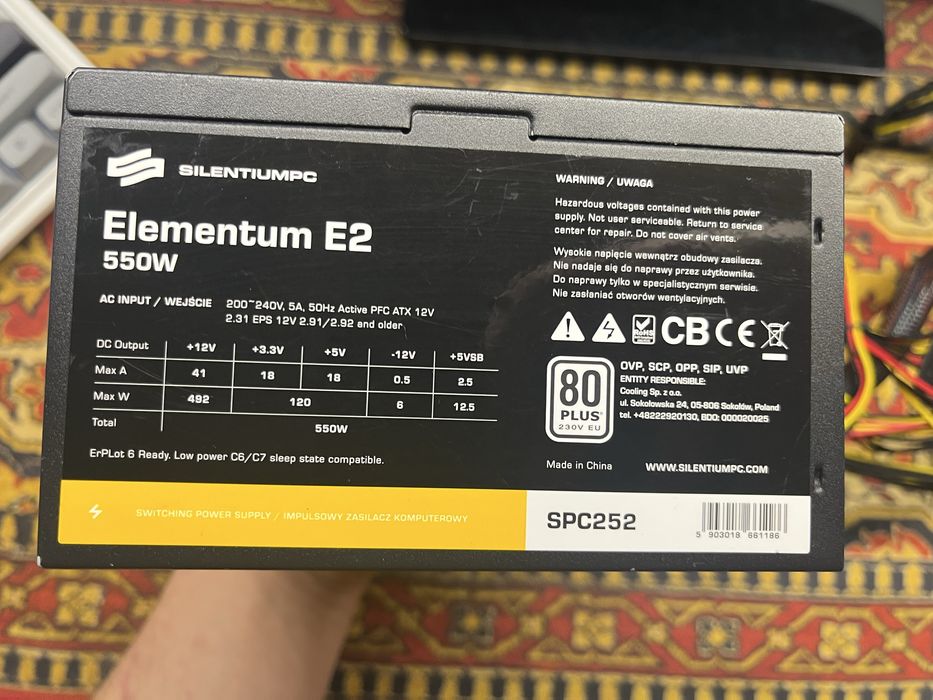 SILENTIUMPC
Elementum E2
550W
AC INPUT / WEJŚCIE 200~240V, 5A, 50Hz Active PFC ATX 12V
2.31 EPS 12V 2.91/2.92 and older
DC Output +12V +3.3V +5V -12V +5VSB
Max A 41 18 18 0.5 2.5
Max W 492 120 6 12.5
Total 550W
ErPLot 6 Ready. Low power C6/C7 sleep state compatible.
WARNING / UWAGA
Hazardous voltages contained with this power
supply. Not user serviceable. Return to service
center for repair. Do not cover air vents.
Wysokie napięcie wewnątrz obudowy zasilacza.
Nie nadaje się do naprawy przez użytkownika.
Do naprawy tylko w specjalistycznym serwisie.
Nie zasłaniać otworów wentylacyjnych.
RoHS
CB CE
80
PLUS
230V EU
OVP, SCP, OPP, SIP, UVP
ENTITY RESPONSIBLE:
Cooling Sp. z o.o.
ul. Sokołowska 24, 05-806 Sokołów, Poland
tel. +48222920130, BDO: 000020025
Made in China
WWW.SILENTIUMPC.COM
SWITCHING POWER SUPPLY / IMPULSOWY ZASILACZ KOMPUTEROWY
SPC252
5 903018 661186